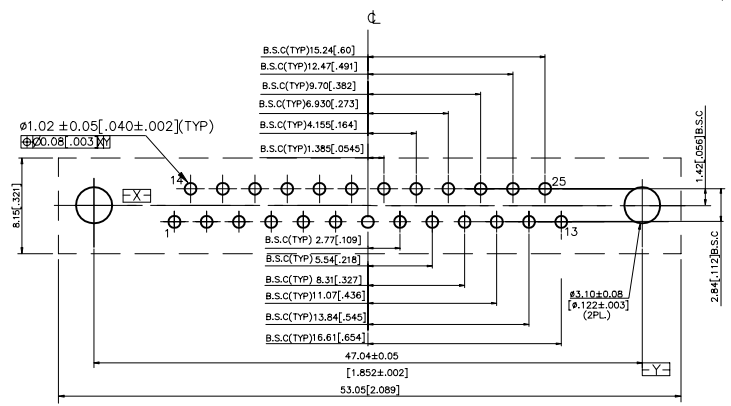 ℄
B.S.C(TYP)15.24[.60]
B.S.C(TYP)12.47[.491]
B.S.C(TYP)9.70[.382]
B.S.C(TYP)6.930[.273]
ø1.02 ±0.05[.040±.002](TYP)
B.S.C(TYP)4.155[.164]
⌖Ø0.08[.003]XY
B.S.C(TYP)1.385[.0545]
1.42[.056]B.S.C
14
25
-X-
8.15[.321]
1
13
B.S.C(TYP) 2.77[.109]
B.S.C(TYP) 5.54[.218]
B.S.C(TYP) 8.31[.327]
B.S.C(TYP)11.07[.436]
B.S.C(TYP)13.84[.545]
B.S.C(TYP)16.61[.654]
2.84[.112]B.S.C
ø3.10±0.08
[ø.122±.003]
(2PL.)
47.04±0.05
[1.852±.002]
-Y-
53.05[2.089]